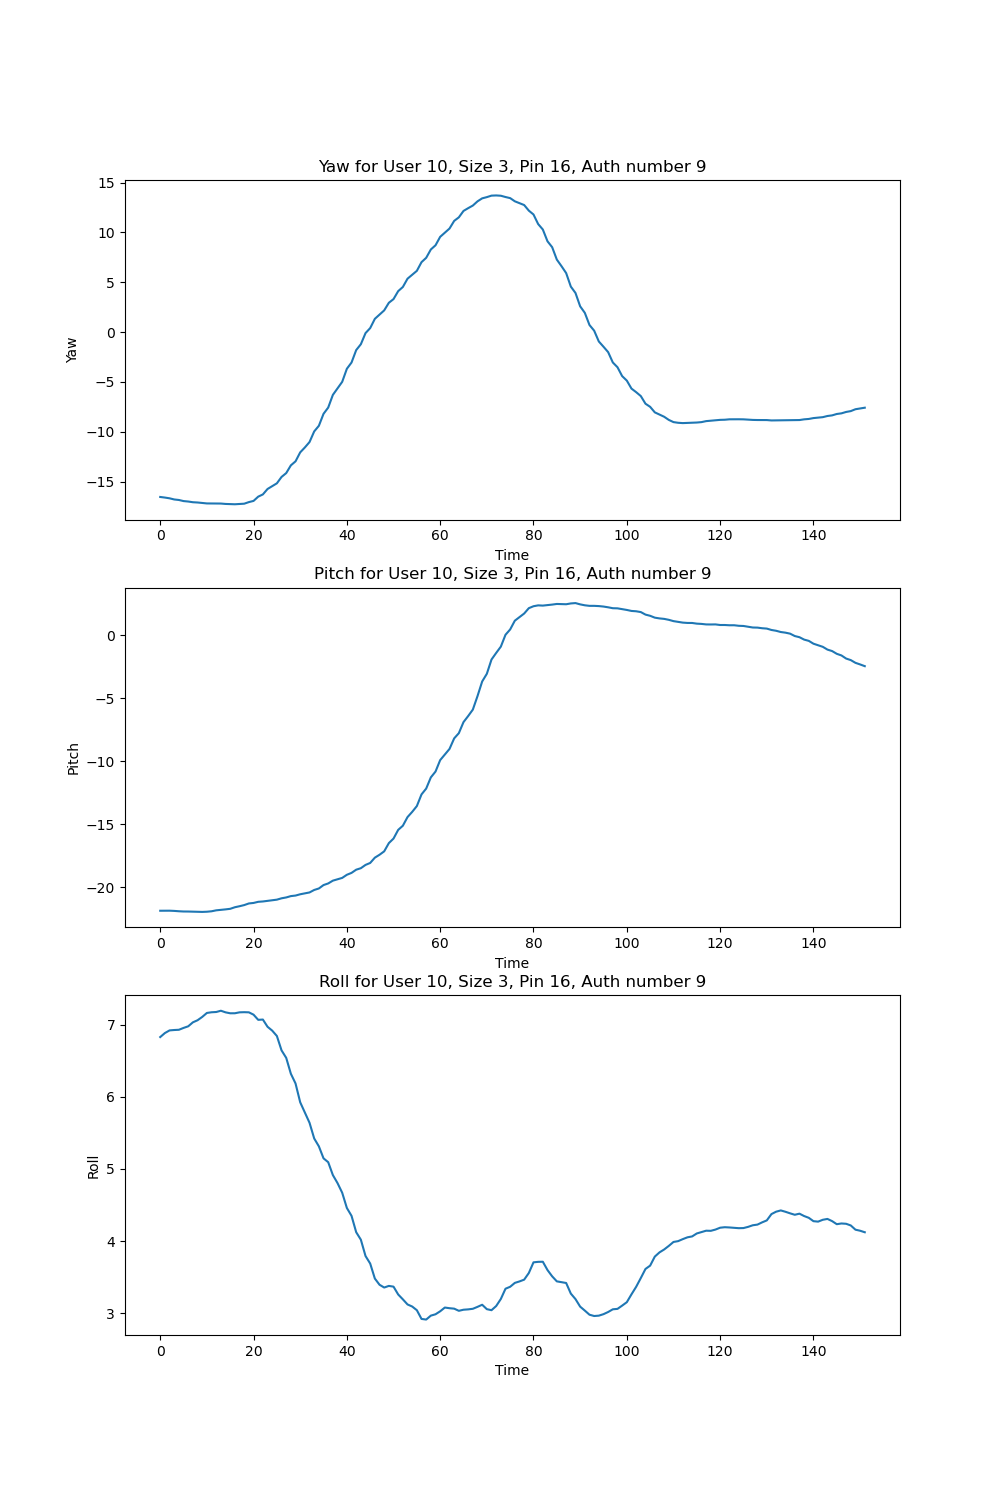 Yaw for User 10, Size 3, Pin 16, Auth number 9
15
10
5
0
−5
−10
−15
Yaw
0 20 40 60 80 100 120 140
Time
Pitch for User 10, Size 3, Pin 16, Auth number 9
0
−5
−10
−15
−20
Pitch
0 20 40 60 80 100 120 140
Time
Roll for User 10, Size 3, Pin 16, Auth number 9
7
6
5
4
3
Roll
0 20 40 60 80 100 120 140
Time